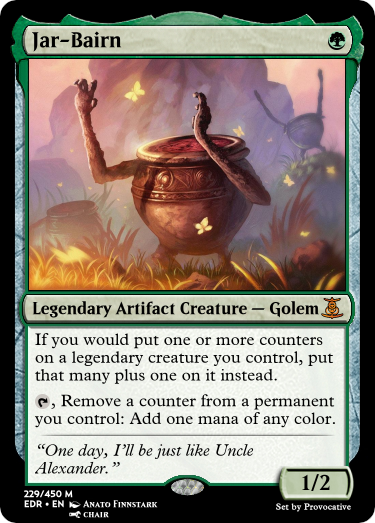 Jar-Bairn
Legendary Artifact Creature — Golem
If you would put one or more counters
on a legendary creature you control, put
that many plus one on it instead.
, Remove a counter from a permanent
you control: Add one mana of any color.
“One day, I’ll be just like Uncle
Alexander.”
1/2
229/450 M
EDR • EN Anato Finnstark
Set by Provocative
CHAIR